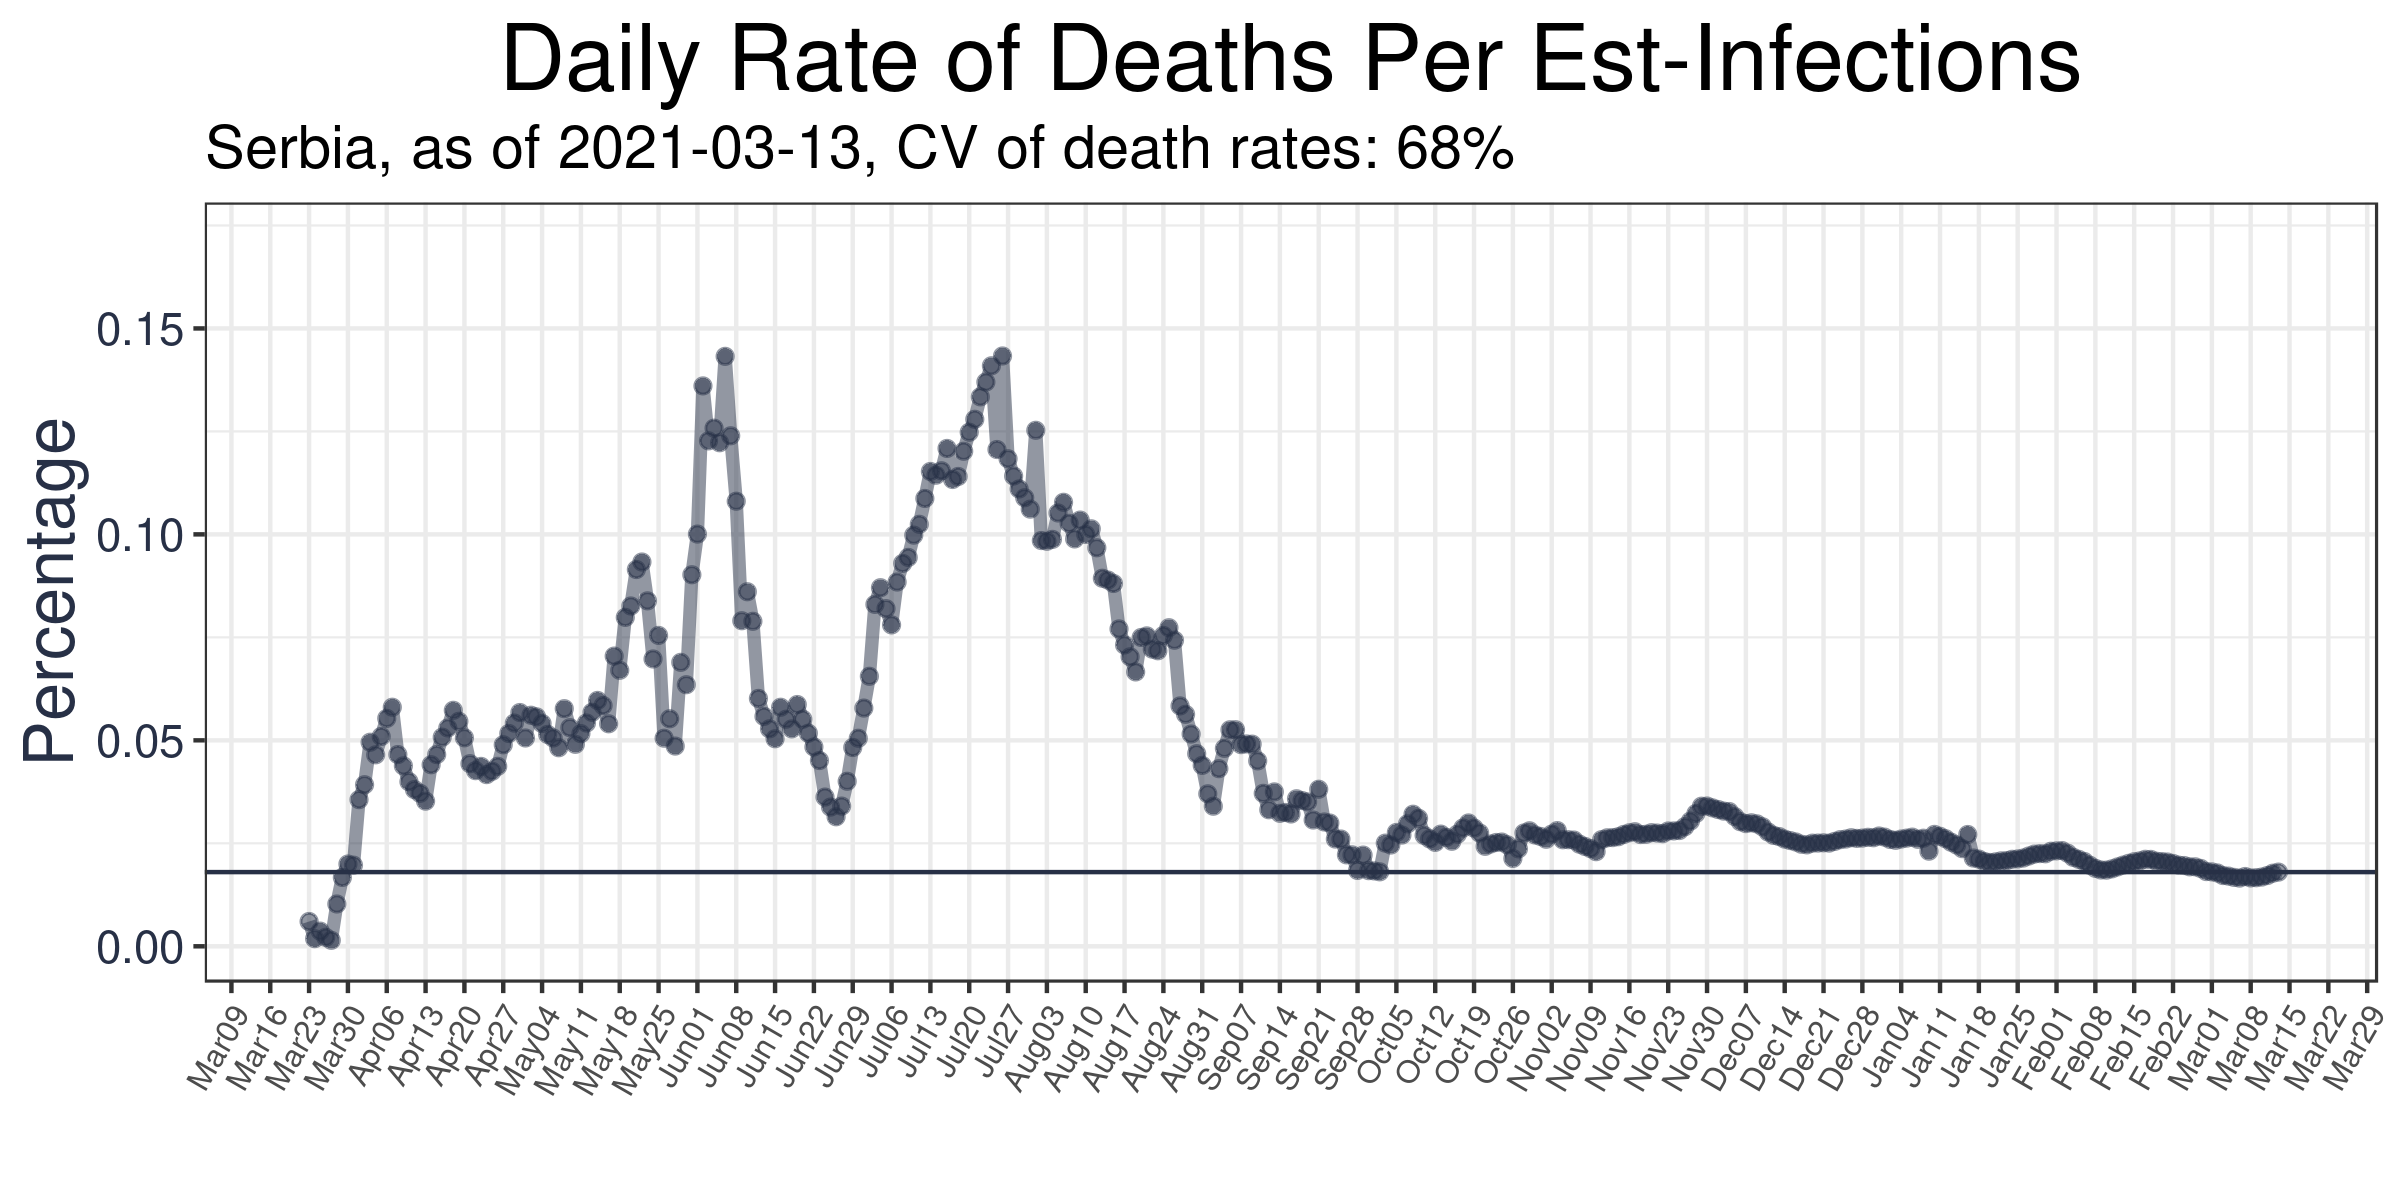 Daily Rate of Deaths Per Est-Infections
Serbia, as of 2021-03-13, CV of death rates: 68%
Percentage
0.15
0.10
0.05
0.00
Mar09
Mar16
Mar23
Mar30
Apr06
Apr13
Apr20
Apr27
May04
May11
May18
May25
Jun01
Jun08
Jun15
Jun22
Jun29
Jul06
Jul13
Jul20
Jul27
Aug03
Aug10
Aug17
Aug24
Aug31
Sep07
Sep14
Sep21
Sep28
Oct05
Oct12
Oct19
Oct26
Nov02
Nov09
Nov16
Nov23
Nov30
Dec07
Dec14
Dec21
Dec28
Jan04
Jan11
Jan18
Jan25
Feb01
Feb08
Feb15
Feb22
Mar01
Mar08
Mar15
Mar22
Mar29